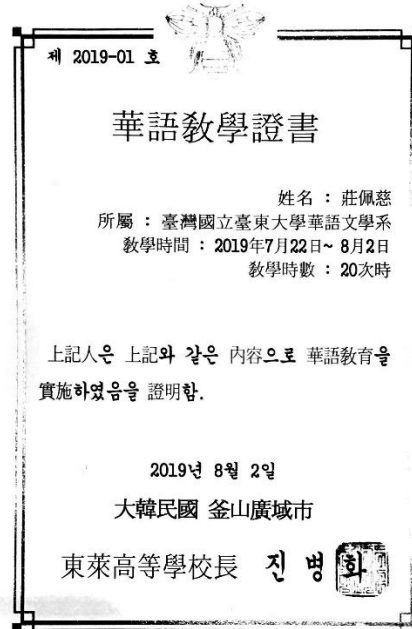 제 2019-01 호
華語敎學證書
姓名 : 莊佩慈
所屬 : 臺灣國立臺東大學華語文學系
敎學時間 : 2019年7月22日~ 8月2日
敎學時數 : 20次時
上記人은 上記와 같은 內容으로 華語敎育을
實施하였음을 證明함.
2019년 8월 2일
大韓民國 釜山廣域市
東萊高等學校長 진 병 화